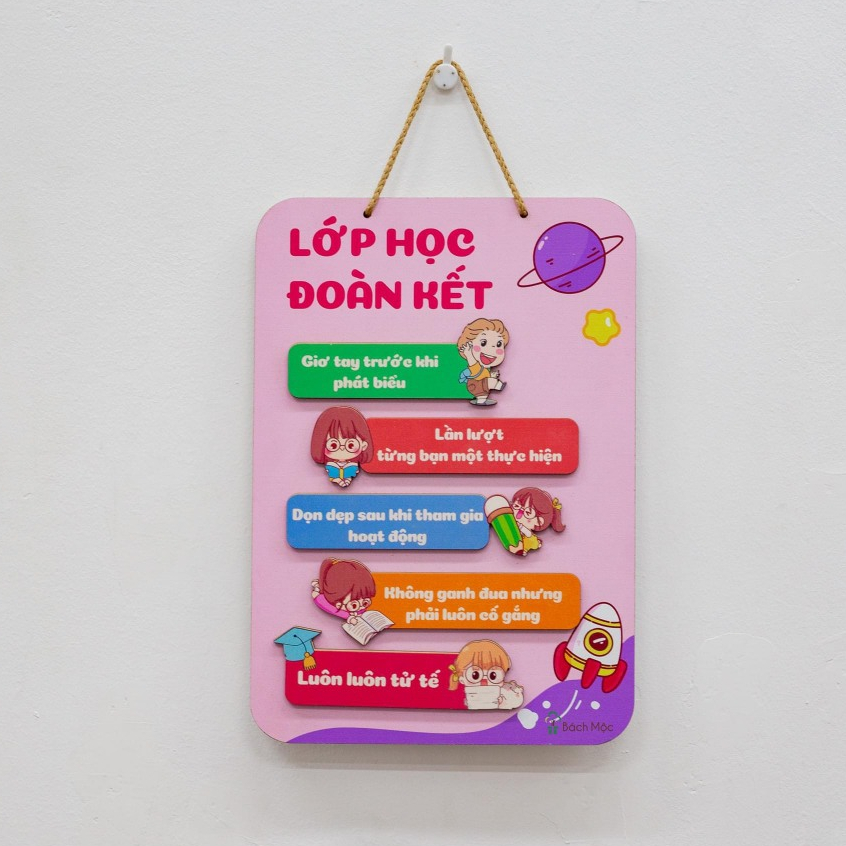 LỚP HỌC
ĐOÀN KẾT
Giơ tay trước khi
phát biểu
Lần lượt
từng bạn một thực hiện
Dọn dẹp sau khi tham gia
hoạt động
Không ganh đua nhưng
phải luôn cố gắng
Luôn luôn tử tế
Bách Mộc